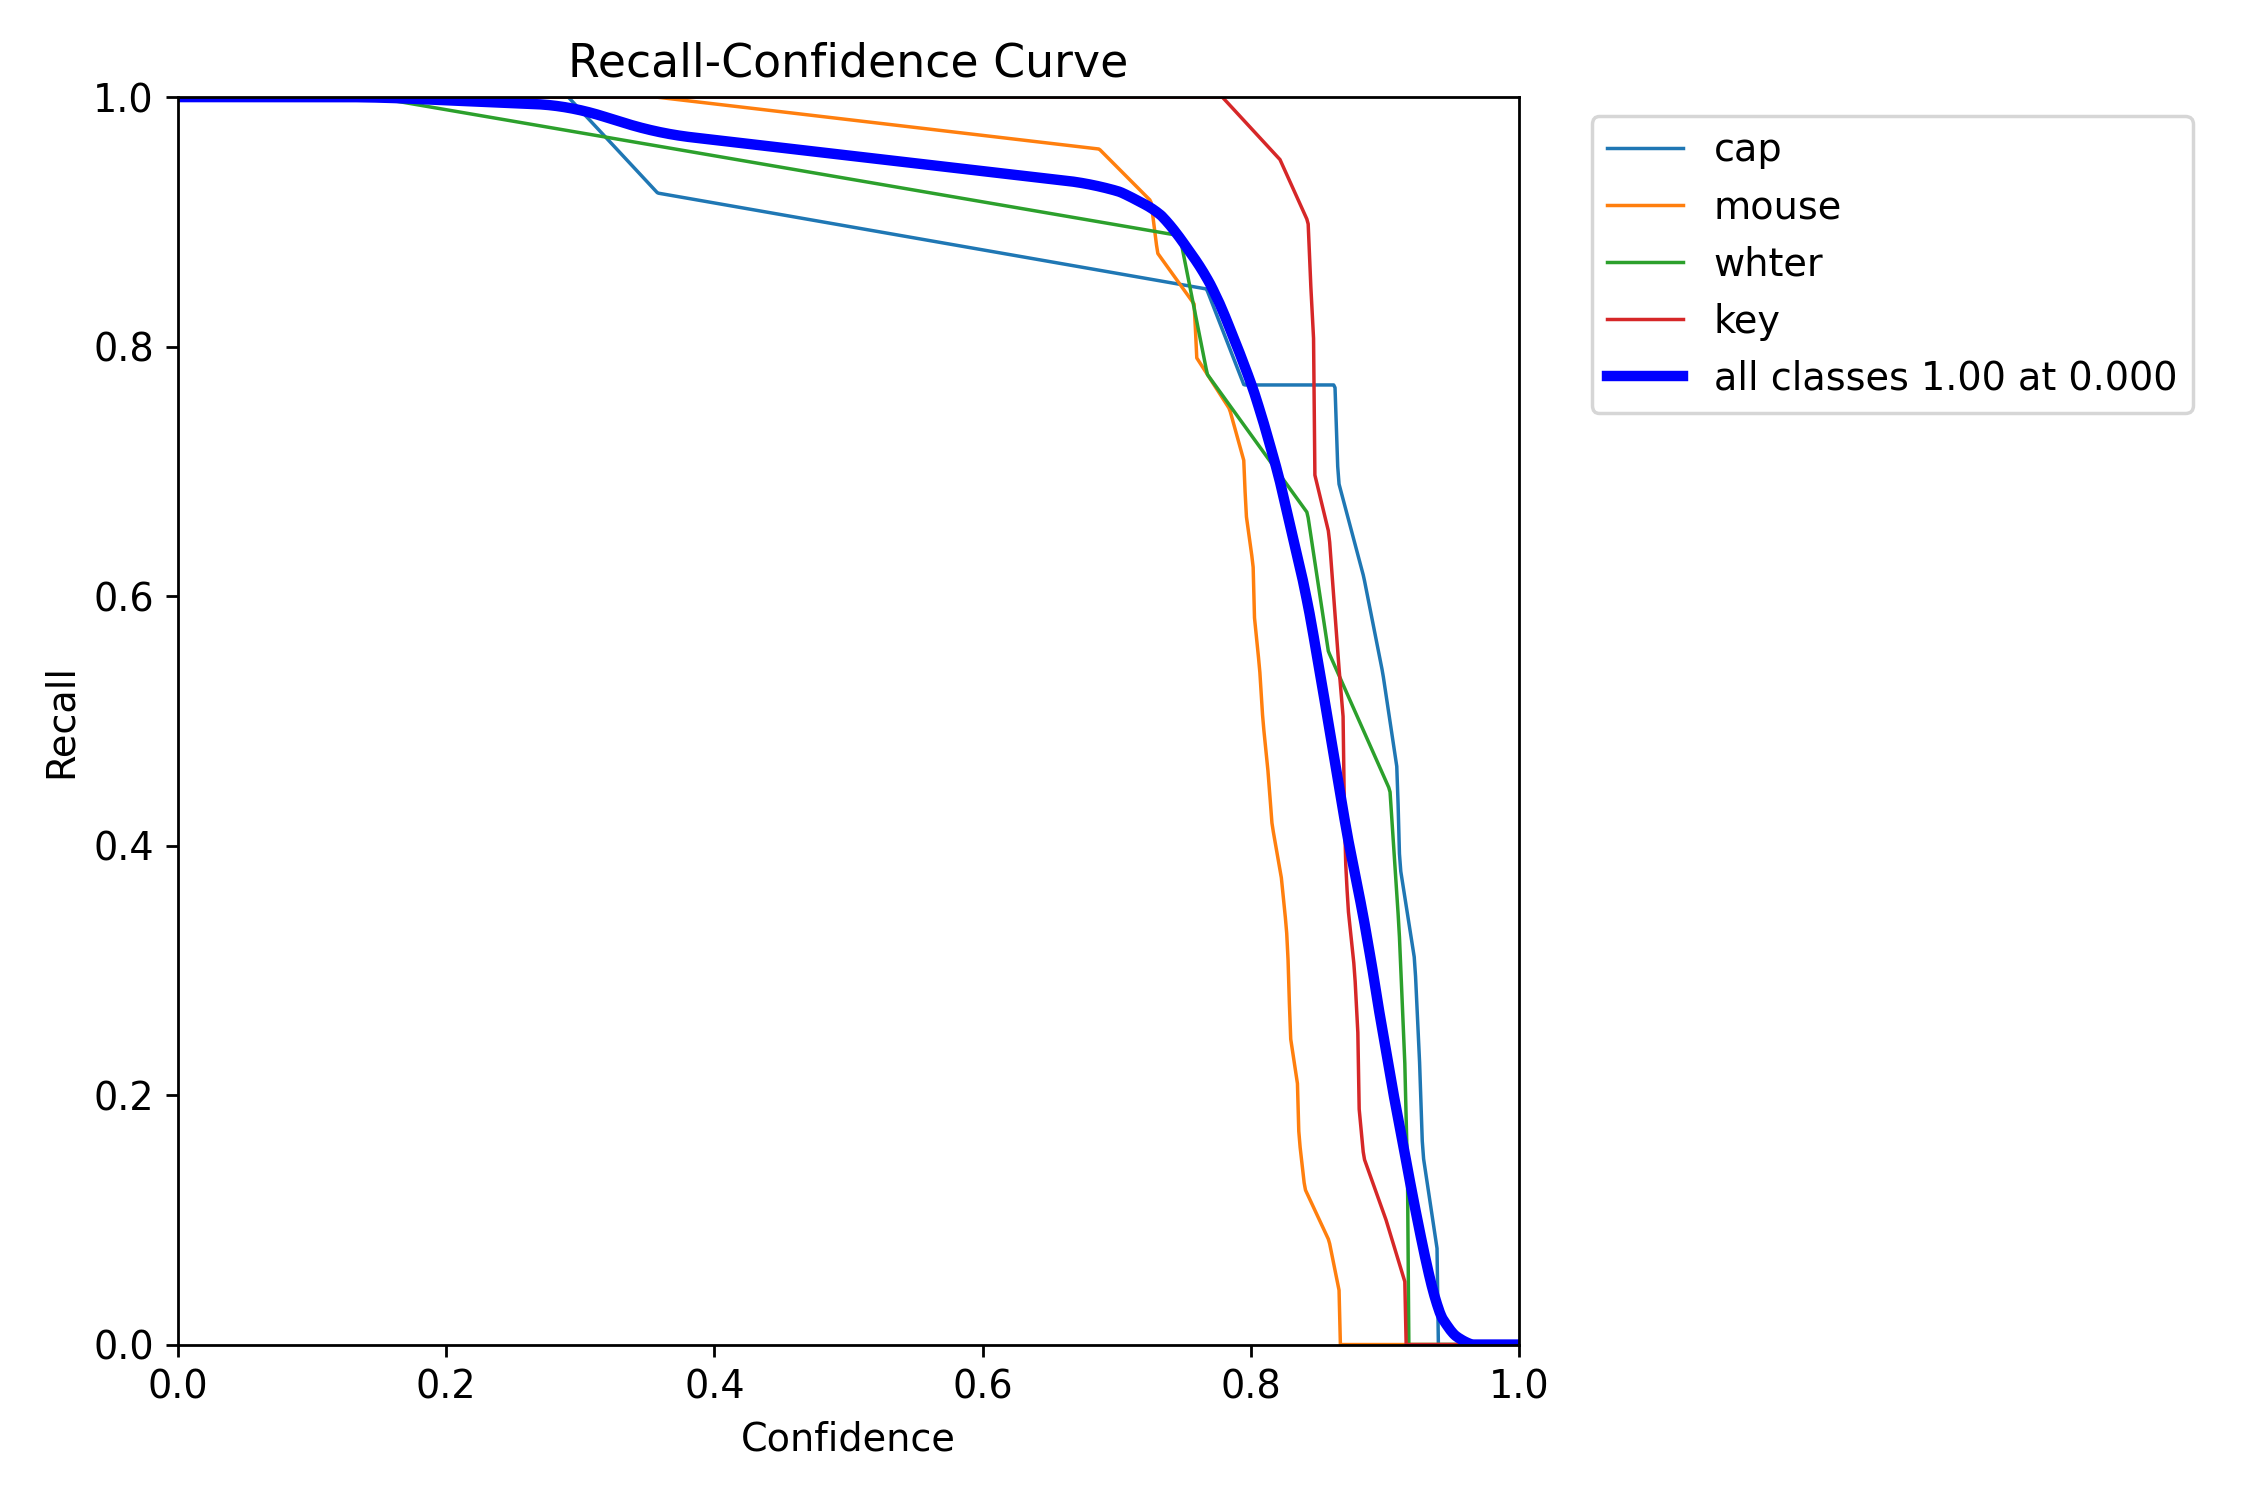 Recall-Confidence Curve
1.0
0.8
0.6
0.4
0.2
0.0
Recall
0.0 0.2 0.4 0.6 0.8 1.0
Confidence
cap
mouse
whter
key
all classes 1.00 at 0.000